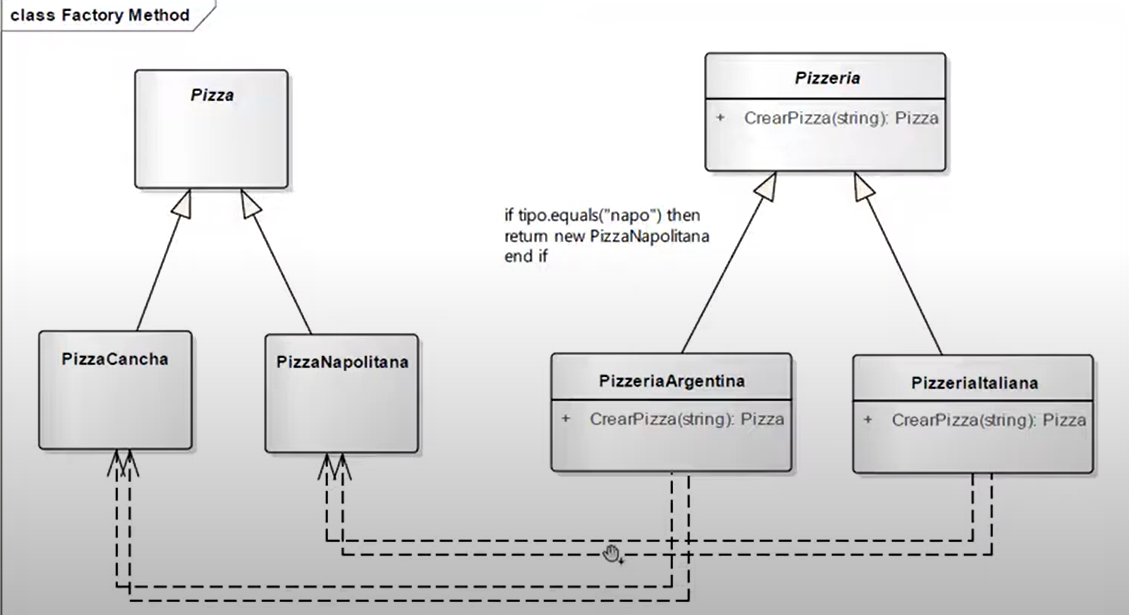 class Factory Method
Pizza
Pizzeria
+ CrearPizza(string): Pizza
if tipo.equals("napo") then
return new PizzaNapolitana
end if
PizzaCancha
PizzaNapolitana
PizzeriaArgentina
+ CrearPizza(string): Pizza
PizzeriaItaliana
+ CrearPizza(string): Pizza